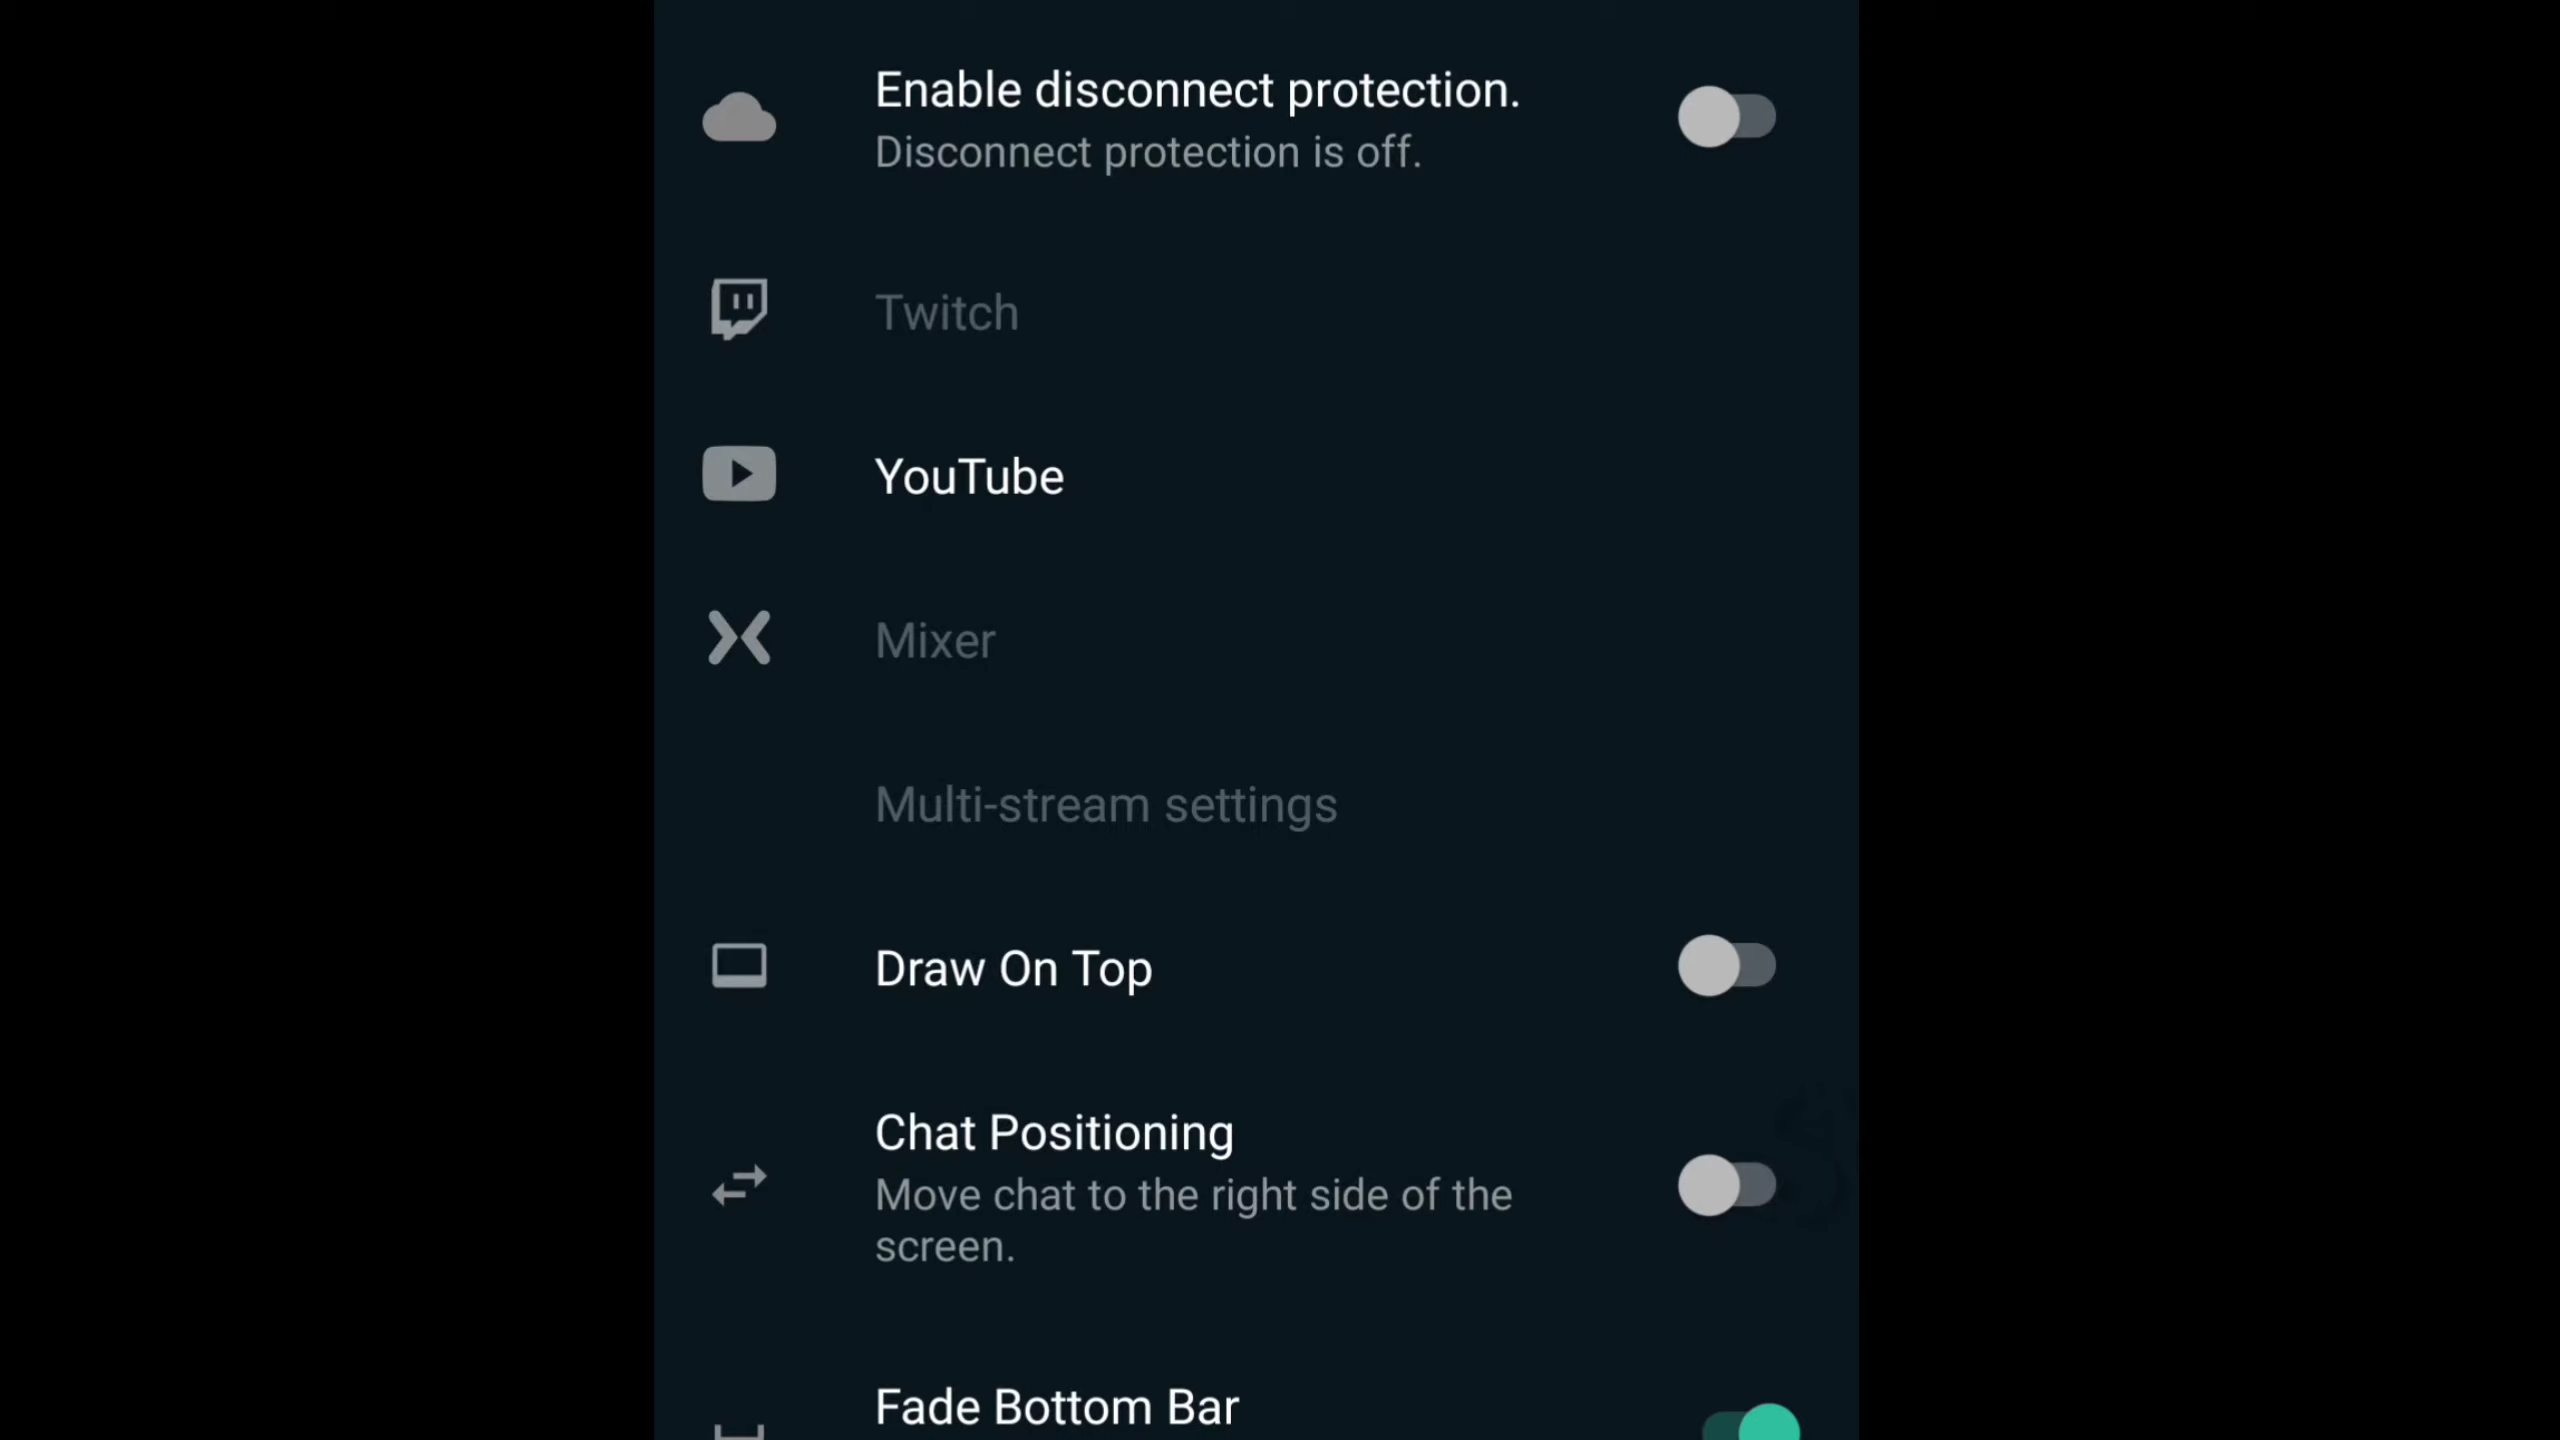 Enable disconnect protection.
Disconnect protection is off.
Twitch
YouTube
Mixer
Multi-stream settings
Draw On Top
Chat Positioning
Move chat to the right side of the
screen.
Fade Bottom Bar